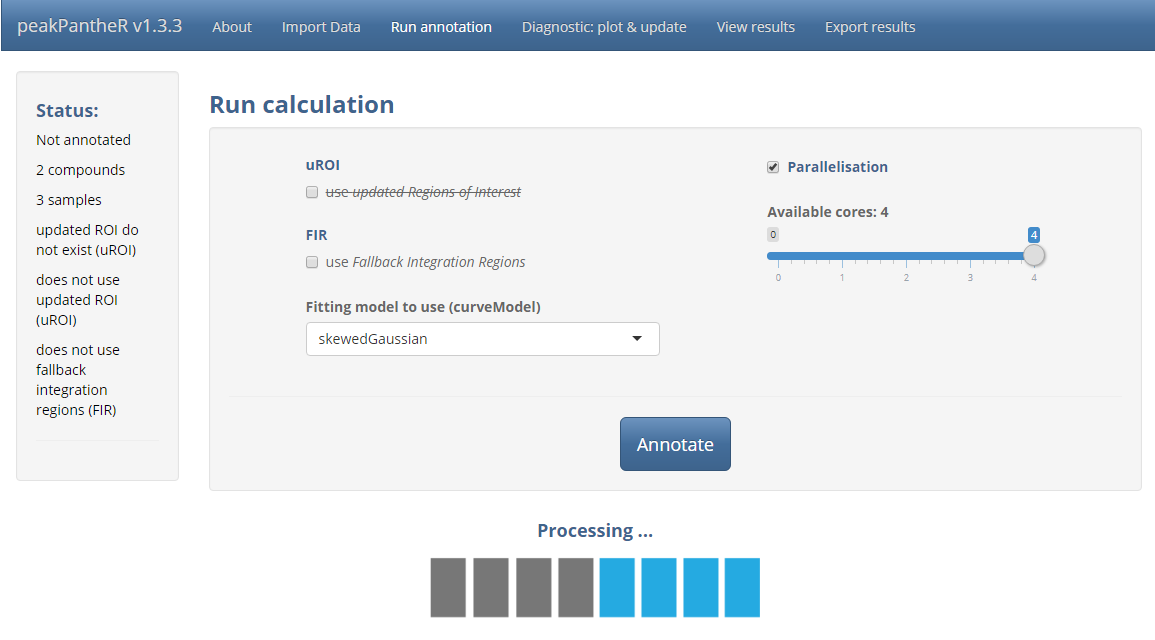 peakPantheR v1.3.3 About Import Data Run annotation Diagnostic: plot & update View results Export results
Status:
Not annotated
2 compounds
3 samples
updated ROI do
not exist (uROI)
does not use
updated ROI
(uROI)
does not use
fallback
integration
regions (FIR)
Run calculation
uROI
use updated Regions of Interest
FIR
use Fallback Integration Regions
Fitting model to use (curveModel)
skewedGaussian
Parallelisation
Available cores: 4
0 4
0 1 2 3 4
Annotate
Processing ...